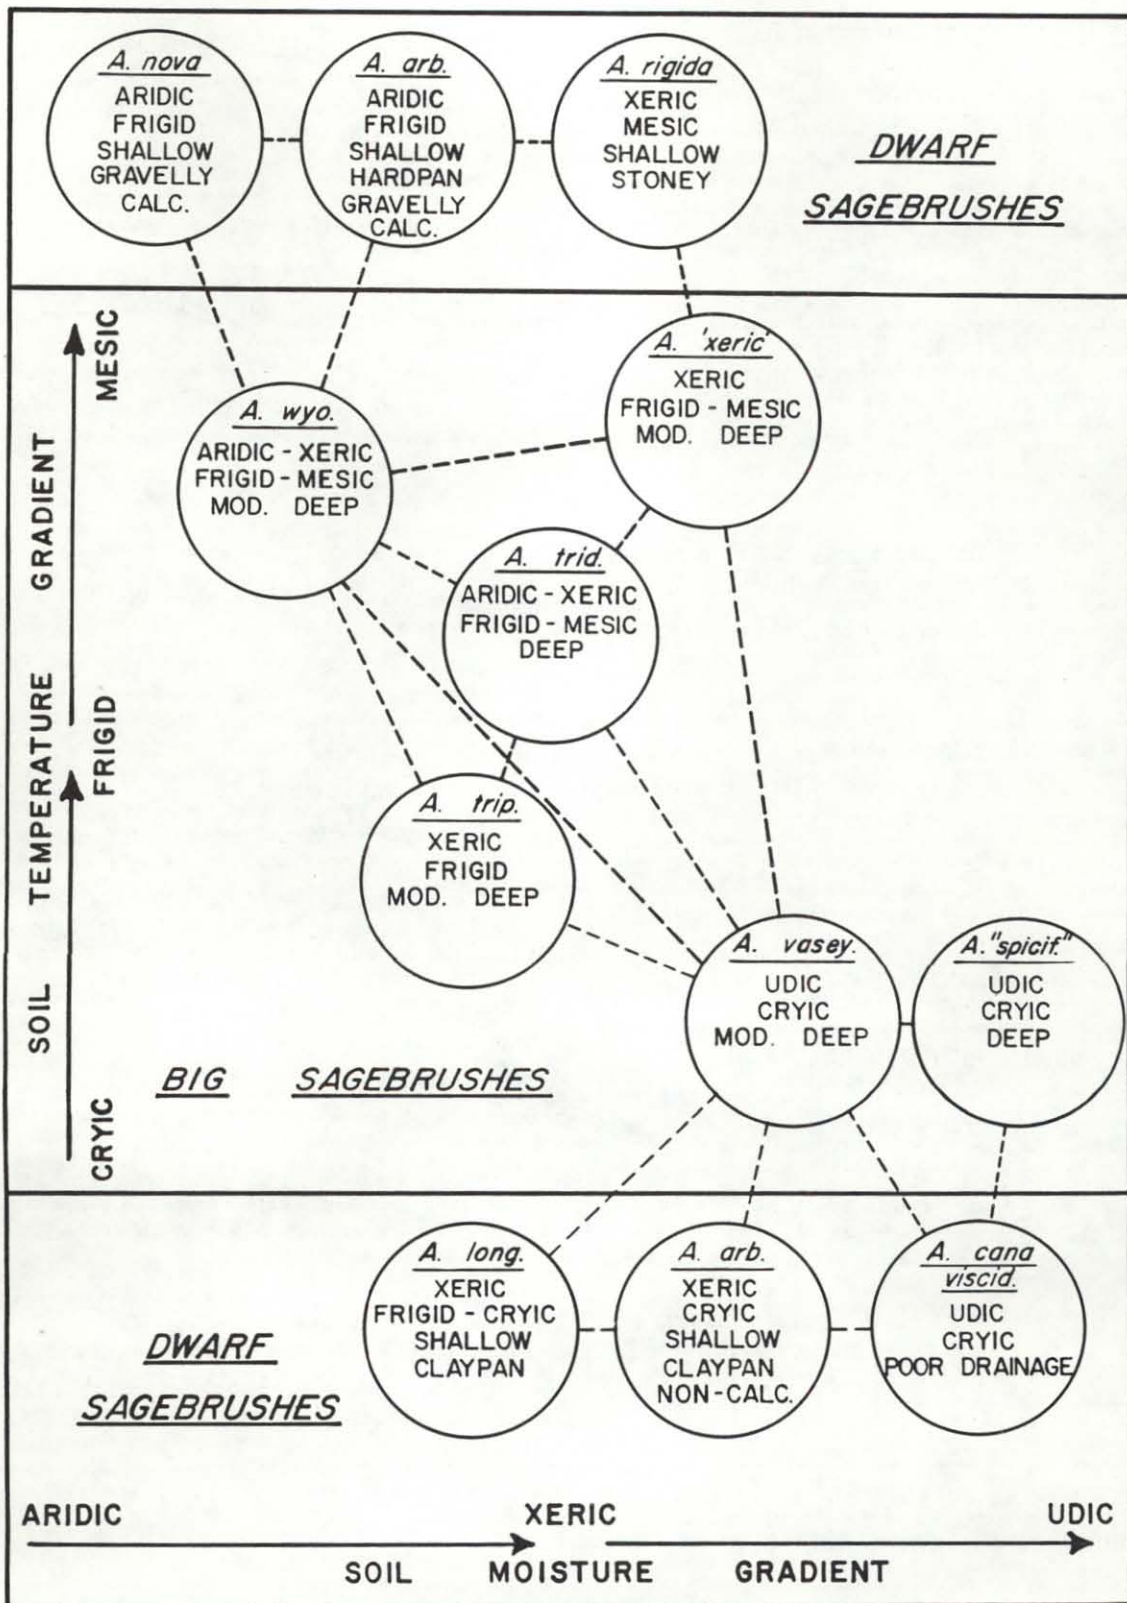 A. nova
ARIDIC
FRIGID
SHALLOW
GRAVELLY
CALC.
A. arb.
ARIDIC
FRIGID
SHALLOW
HARDPAN
GRAVELLY
CALC.
A. rigida
XERIC
MESIC
SHALLOW
STONEY
DWARF
SAGEBRUSHES
SOIL TEMPERATURE GRADIENT
CRYIC
FRIGID
MESIC
A. wyo.
ARIDIC - XERIC
FRIGID - MESIC
MOD. DEEP
A. 'xeric'
XERIC
FRIGID - MESIC
MOD. DEEP
A. trid.
ARIDIC - XERIC
FRIGID - MESIC
DEEP
A. trip.
XERIC
FRIGID
MOD. DEEP
A. vasey.
UDIC
CRYIC
MOD. DEEP
A. "spicif."
UDIC
CRYIC
DEEP
BIG SAGEBRUSHES
A. long.
XERIC
FRIGID - CRYIC
SHALLOW
CLAYPAN
A. arb.
XERIC
CRYIC
SHALLOW
CLAYPAN
NON-CALC.
A. cana
viscid.
UDIC
CRYIC
POOR DRAINAGE
DWARF
SAGEBRUSHES
ARIDIC XERIC UDIC
SOIL MOISTURE GRADIENT